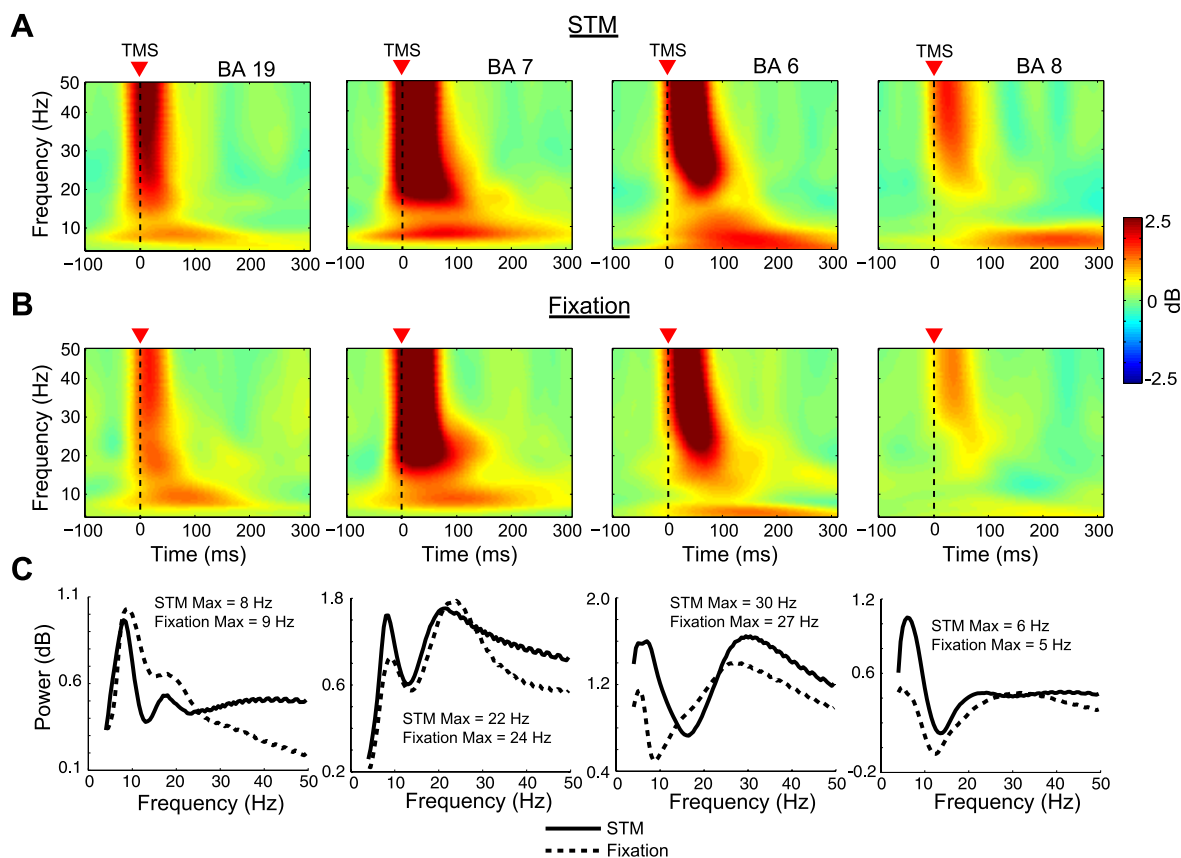 A
STM
TMS
BA 19
TMS
BA 7
TMS
BA 6
TMS
BA 8
Frequency (Hz)
50
30
20
10
−100 0 100 200 300
−100 0 100 200 300
−100 0 100 200 300
−100 0 100 200 300
2.5
0
−2.5
dB
B
Fixation
Frequency (Hz)
50
30
20
10
−100 0 100 200 300
−100 0 100 200 300
−100 0 100 200 300
−100 0 100 200 300
Time (ms)
Time (ms)
Time (ms)
Time (ms)
C
Power (dB)
1.1
0.6
0.1
STM Max = 8 Hz
Fixation Max = 9 Hz
0 10 20 30 40 50
Frequency (Hz)
1.8
0.6
0.2
STM Max = 22 Hz
Fixation Max = 24 Hz
0 10 20 30 40 50
Frequency (Hz)
2.0
1.2
0.4
STM Max = 30 Hz
Fixation Max = 27 Hz
0 10 20 30 40 50
Frequency (Hz)
1.2
0.6
−0.2
STM Max = 6 Hz
Fixation Max = 5 Hz
0 10 20 30 40 50
Frequency (Hz)
STM
Fixation